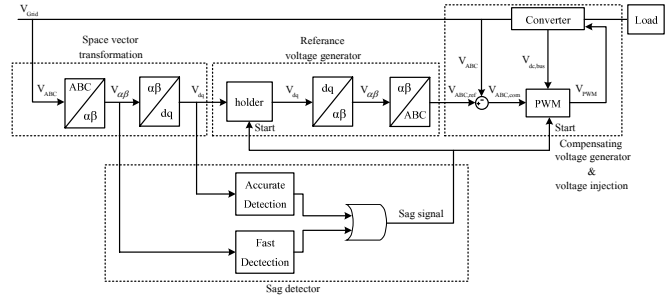 V_Grid
Converter
Load
Space vector
transformation
Referance
voltage generator
V_ABC
V_dc,bus
V_ABC
ABC
αβ
V_αβ
αβ
dq
V_dq
holder
V_dq
dq
αβ
V_αβ
αβ
ABC
V_ABC,ref
V_ABC,com
PWM
V_PWM
Start
Start
Compensating
voltage generator
&
voltage injection
Accurate
Detection
Sag signal
Fast
Dectection
Sag detector